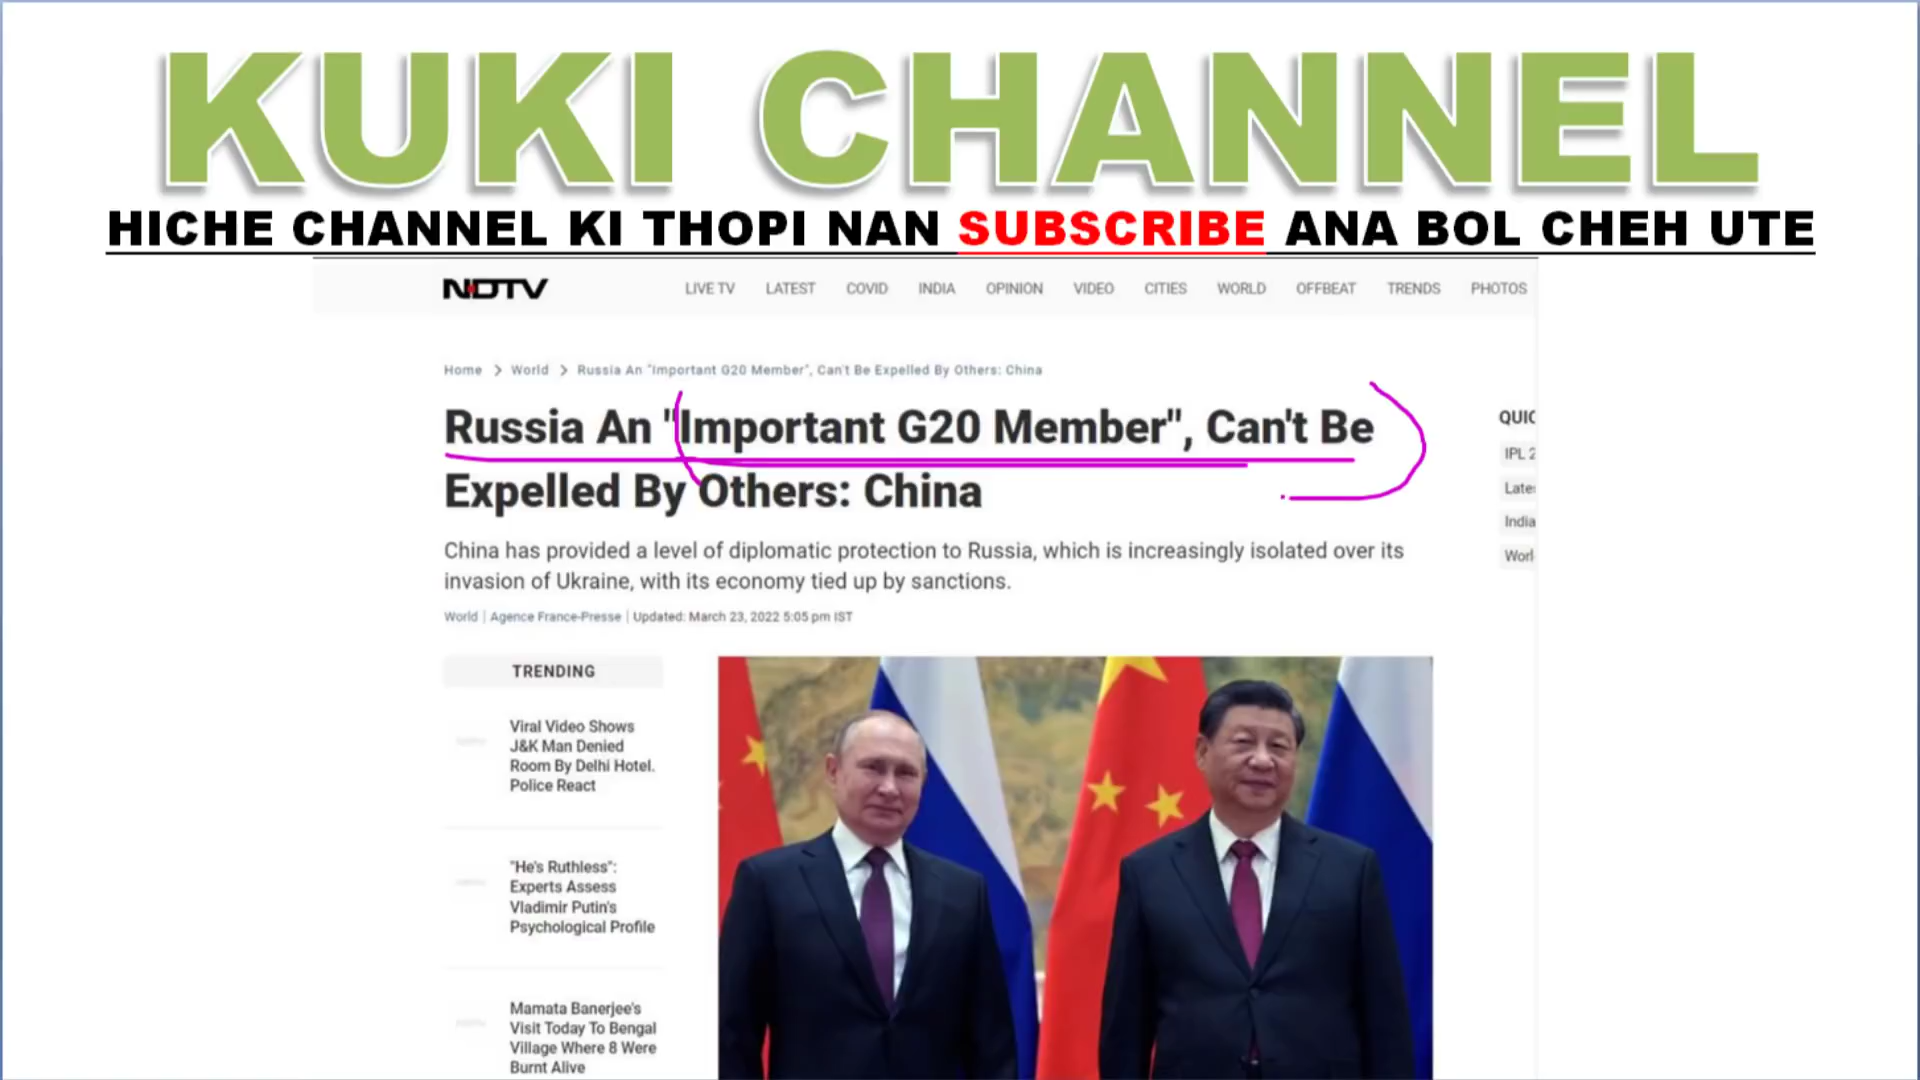 KUKI CHANNEL
HICHE CHANNEL KI THOPI NAN SUBSCRIBE ANA BOL CHEH UTE
NDTV
LIVE TV LATEST COVID INDIA OPINION VIDEO CITIES WORLD OFFBEAT TRENDS PHOTOS
Home > World > Russia An "Important G20 Member", Can't Be Expelled By Others: China
Russia An "Important G20 Member", Can't Be
Expelled By Others: China
China has provided a level of diplomatic protection to Russia, which is increasingly isolated over its
invasion of Ukraine, with its economy tied up by sanctions.
World | Agence France-Presse | Updated: March 23, 2022 5:05 pm IST
TRENDING
Viral Video Shows
J&K Man Denied
Room By Delhi Hotel.
Police React
"He's Ruthless":
Experts Assess
Vladimir Putin's
Psychological Profile
Mamata Banerjee's
Visit Today To Bengal
Village Where 8 Were
Burnt Alive
QUIC
IPL 2
Late
India
Worl